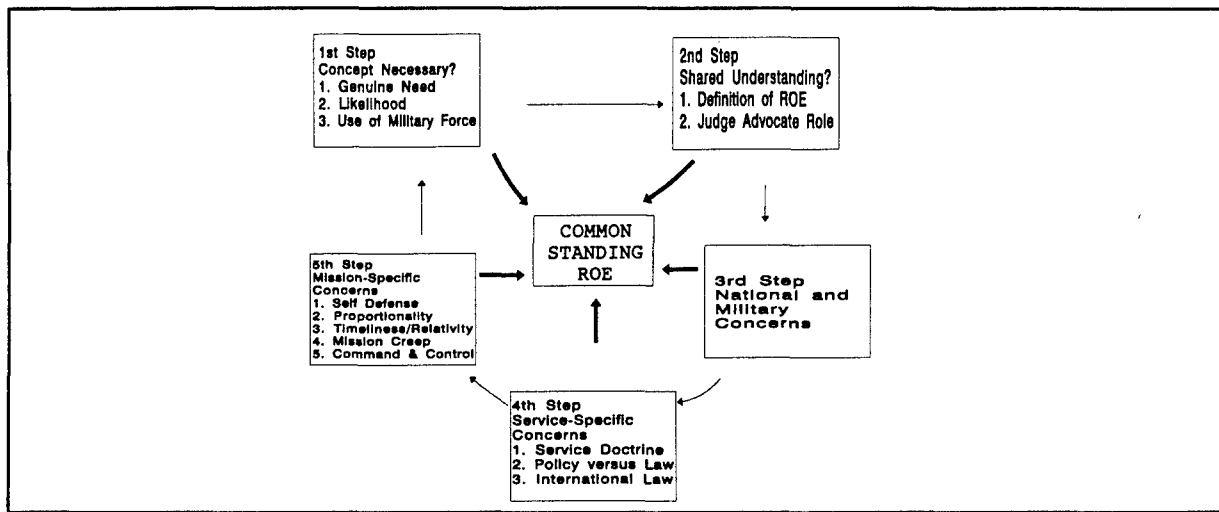 1st Step
Concept Necessary?
1. Genuine Need
2. Likelihood
3. Use of Military Force
2nd Step
Shared Understanding?
1. Definition of ROE
2. Judge Advocate Role
COMMON
STANDING
ROE
3rd Step
National and
Military
Concerns
4th Step
Service-Specific
Concerns
1. Service Doctrine
2. Policy versus Law
3. International Law
5th Step
Mission-Specific
Concerns
1. Self Defense
2. Proportionality
3. Timeliness/Relativity
4. Mission Creep
5. Command & Control